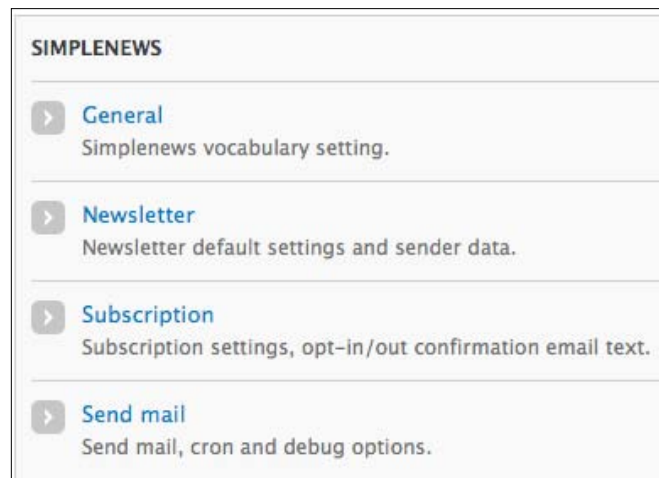 SIMPLENEWS
General
Simplenews vocabulary setting.
Newsletter
Newsletter default settings and sender data.
Subscription
Subscription settings, opt-in/out confirmation email text.
Send mail
Send mail, cron and debug options.